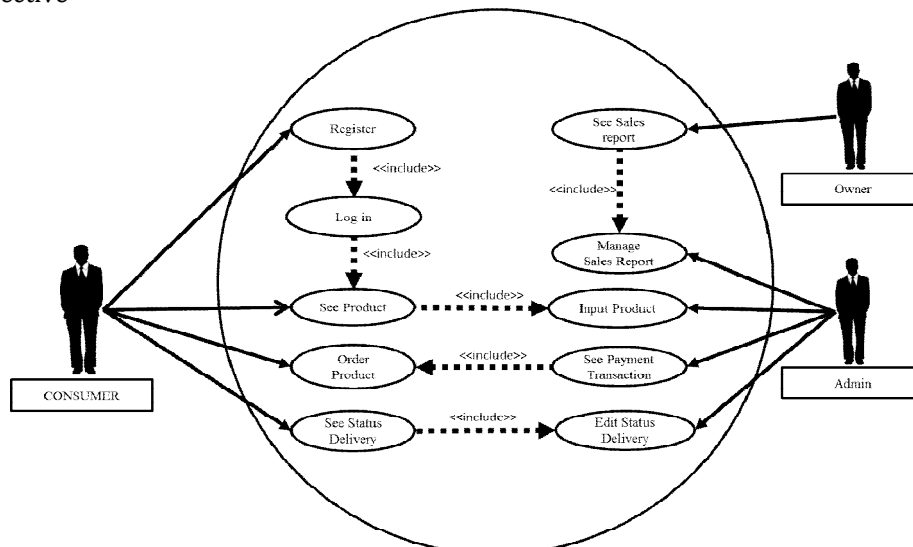 ective
Register
See Sales
report
<<include>>
<<include>>
Owner
Log in
<<include>>
Manage
Sales Report
See Product
<<include>>
Input Product
Order
Product
<<include>>
See Payment
Transaction
CONSUMER
Admin
See Status
Delivery
<<include>>
Edit Status
Delivery